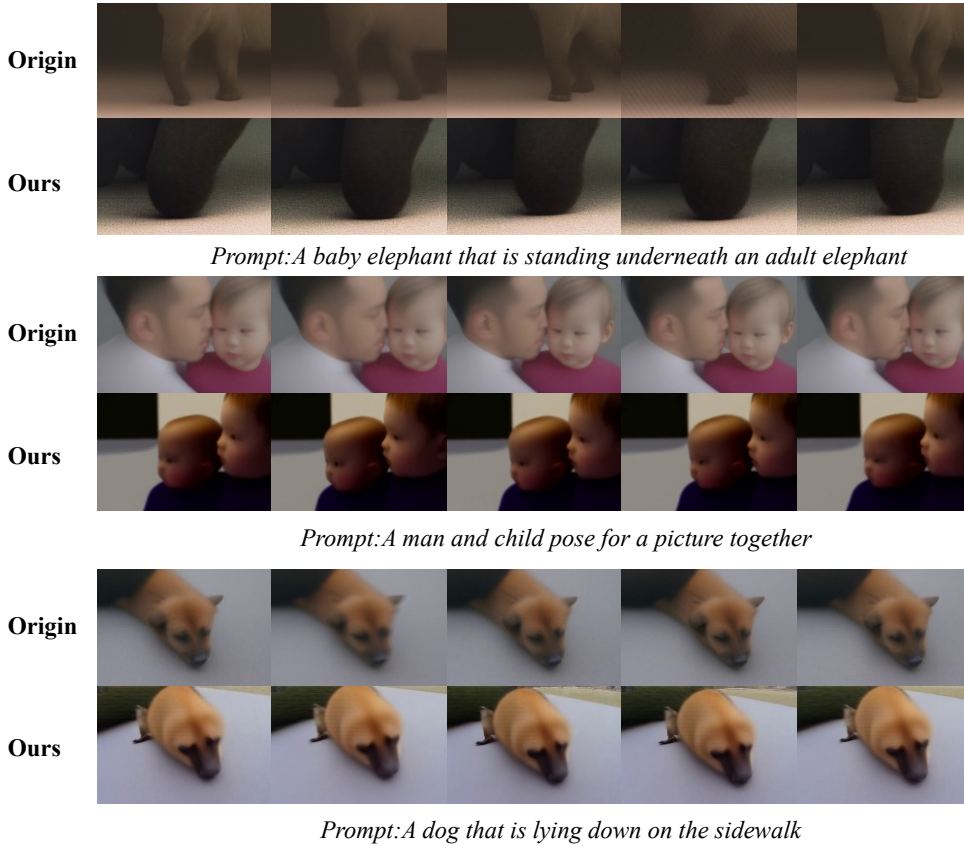 Origin
Ours
Prompt:A baby elephant that is standing underneath an adult elephant
Origin
Ours
Prompt:A man and child pose for a picture together
Origin
Ours
Prompt:A dog that is lying down on the sidewalk